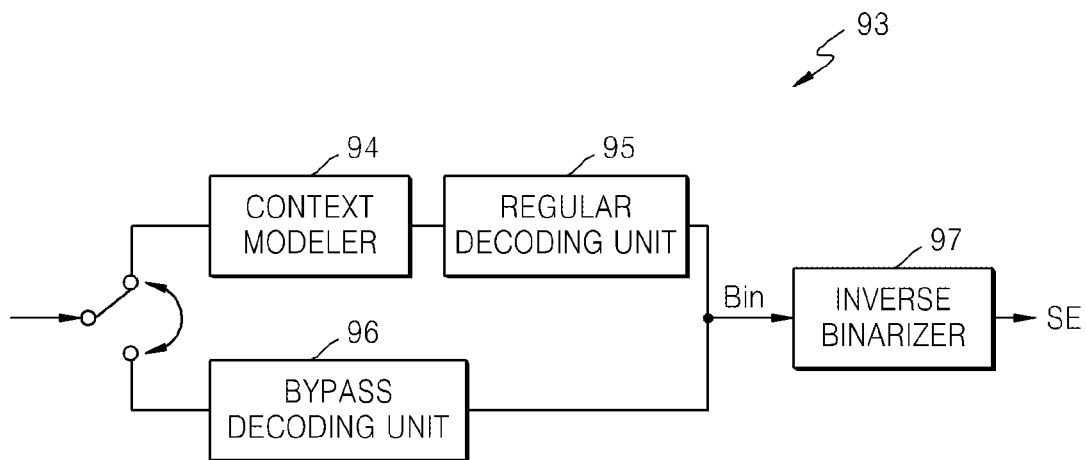 93
94
CONTEXT
MODELER
95
REGULAR
DECODING UNIT
97
Bin
INVERSE
BINARIZER
SE
96
BYPASS
DECODING UNIT